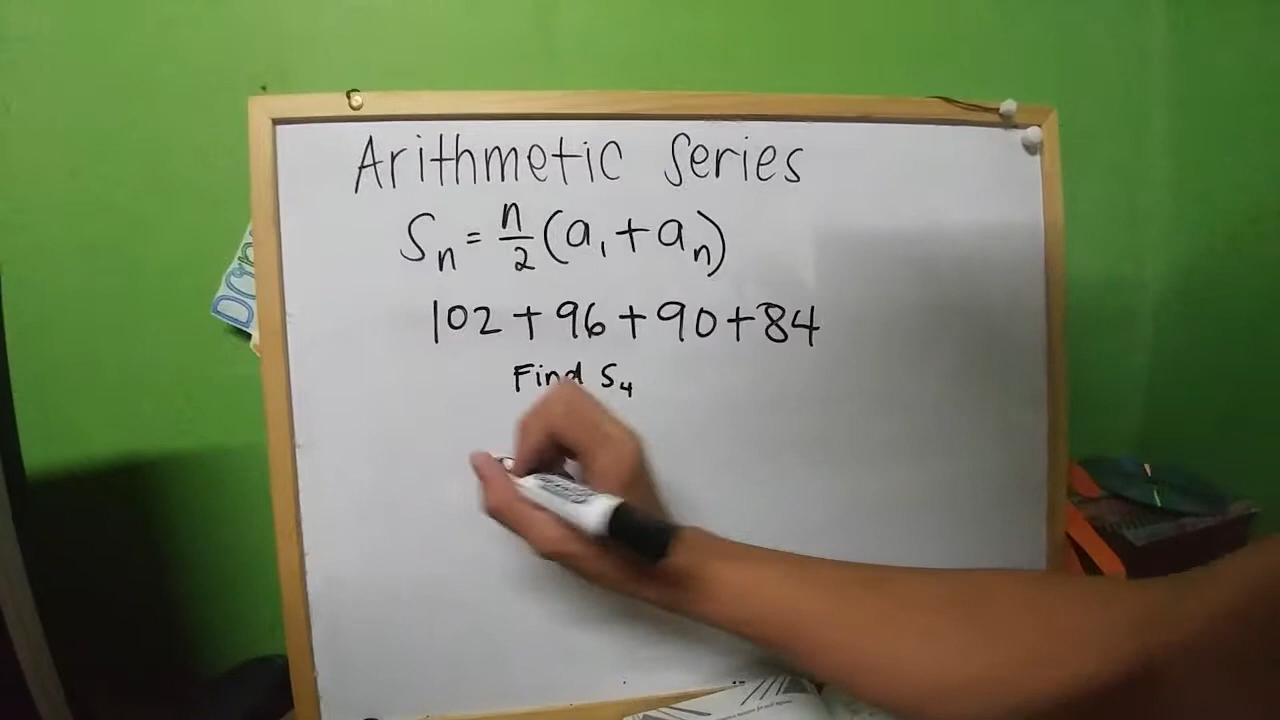 Arithmetic Series
Sn = n/2 (a₁ + aₙ)
102 + 96 + 90 + 84
Find S₄